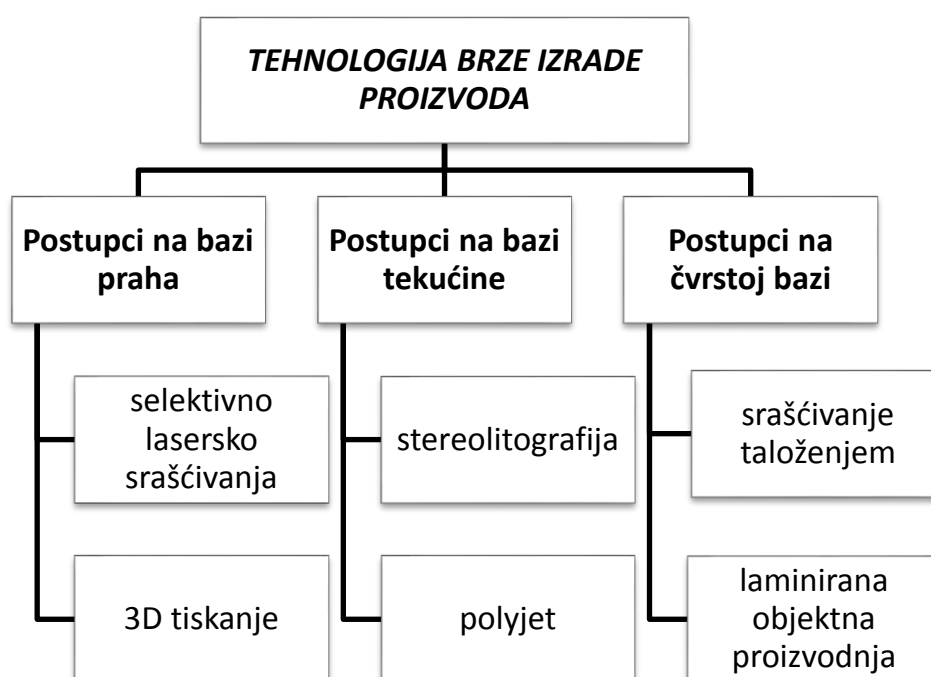 TEHNOLOGIJA BRZE IZRADE
PROIZVODA
Postupci na bazi
praha
Postupci na bazi
tekućine
Postupci na
čvrstoj bazi
selektivno
lasersko
srašćivanja
stereolitografija
srašćivanje
taloženjem
3D tiskanje
polyjet
laminirana
objektna
proizvodnja